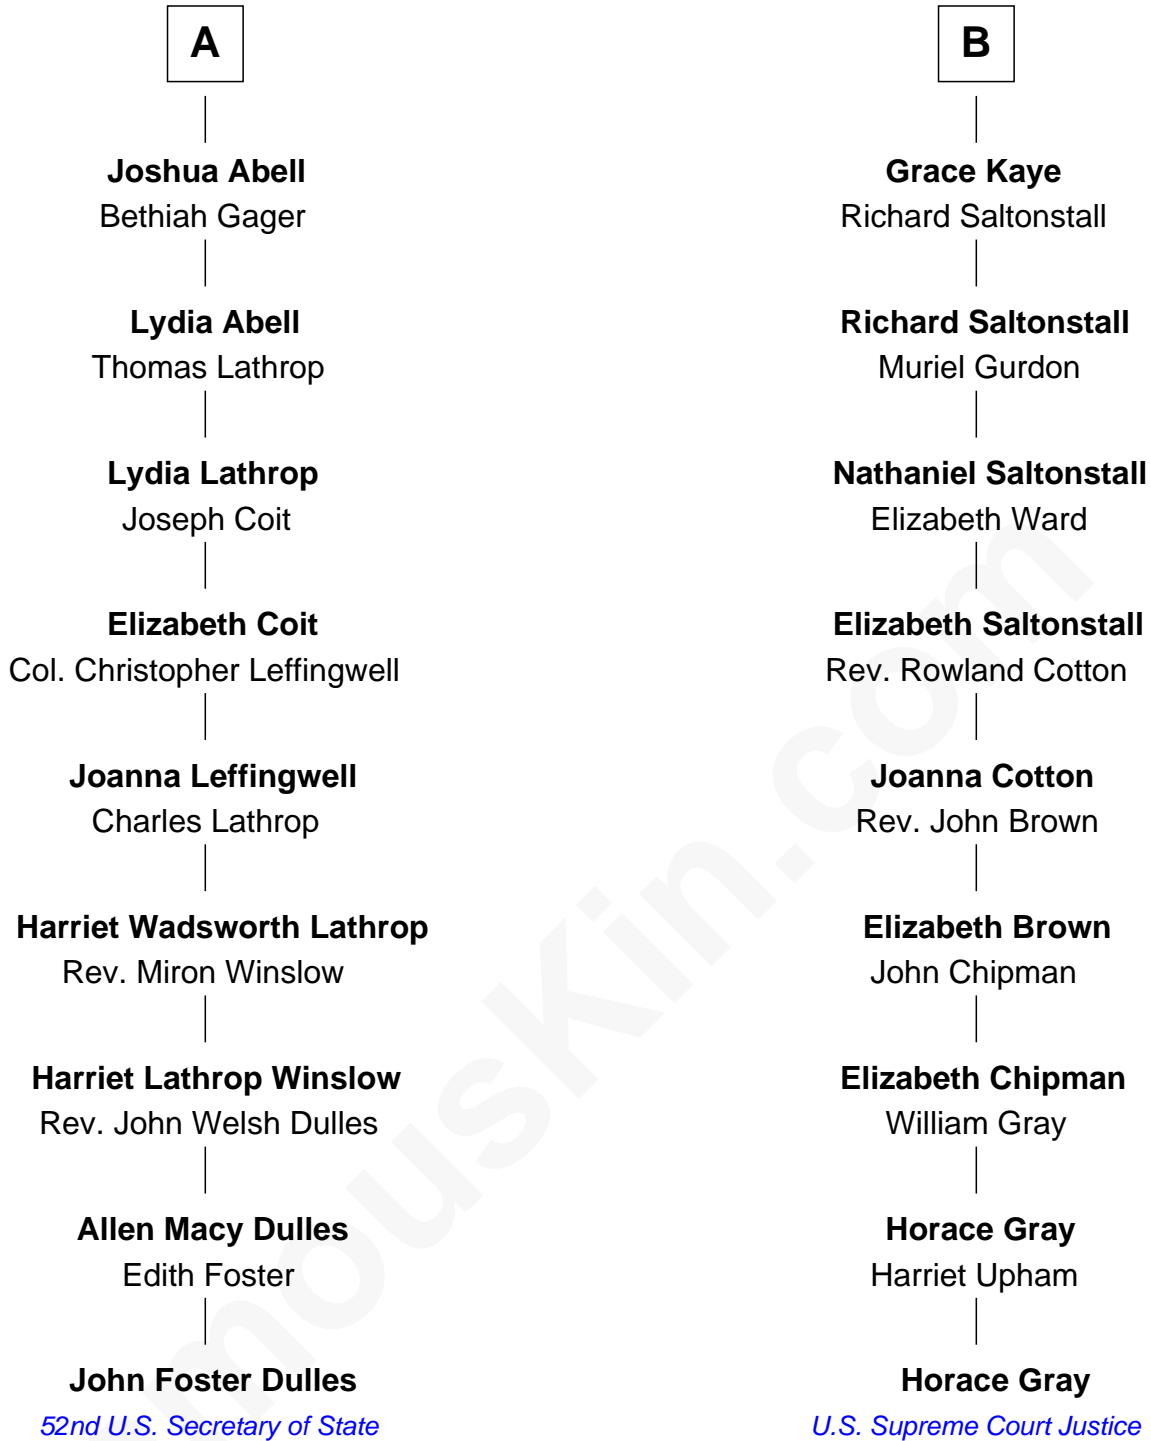 A
Joshua Abell
Bethiah Gager
Lydia Abell
Thomas Lathrop
Lydia Lathrop
Joseph Coit
Elizabeth Coit
Col. Christopher Leffingwell
Joanna Leffingwell
Charles Lathrop
Harriet Wadsworth Lathrop
Rev. Miron Winslow
Harriet Lathrop Winslow
Rev. John Welsh Dulles
Allen Macy Dulles
Edith Foster
John Foster Dulles
52nd U.S. Secretary of State
B
Grace Kaye
Richard Saltonstall
Richard Saltonstall
Muriel Gurdon
Nathaniel Saltonstall
Elizabeth Ward
Elizabeth Saltonstall
Rev. Rowland Cotton
Joanna Cotton
Rev. John Brown
Elizabeth Brown
John Chipman
Elizabeth Chipman
William Gray
Horace Gray
Harriet Upham
Horace Gray
U.S. Supreme Court Justice
mousKin.com